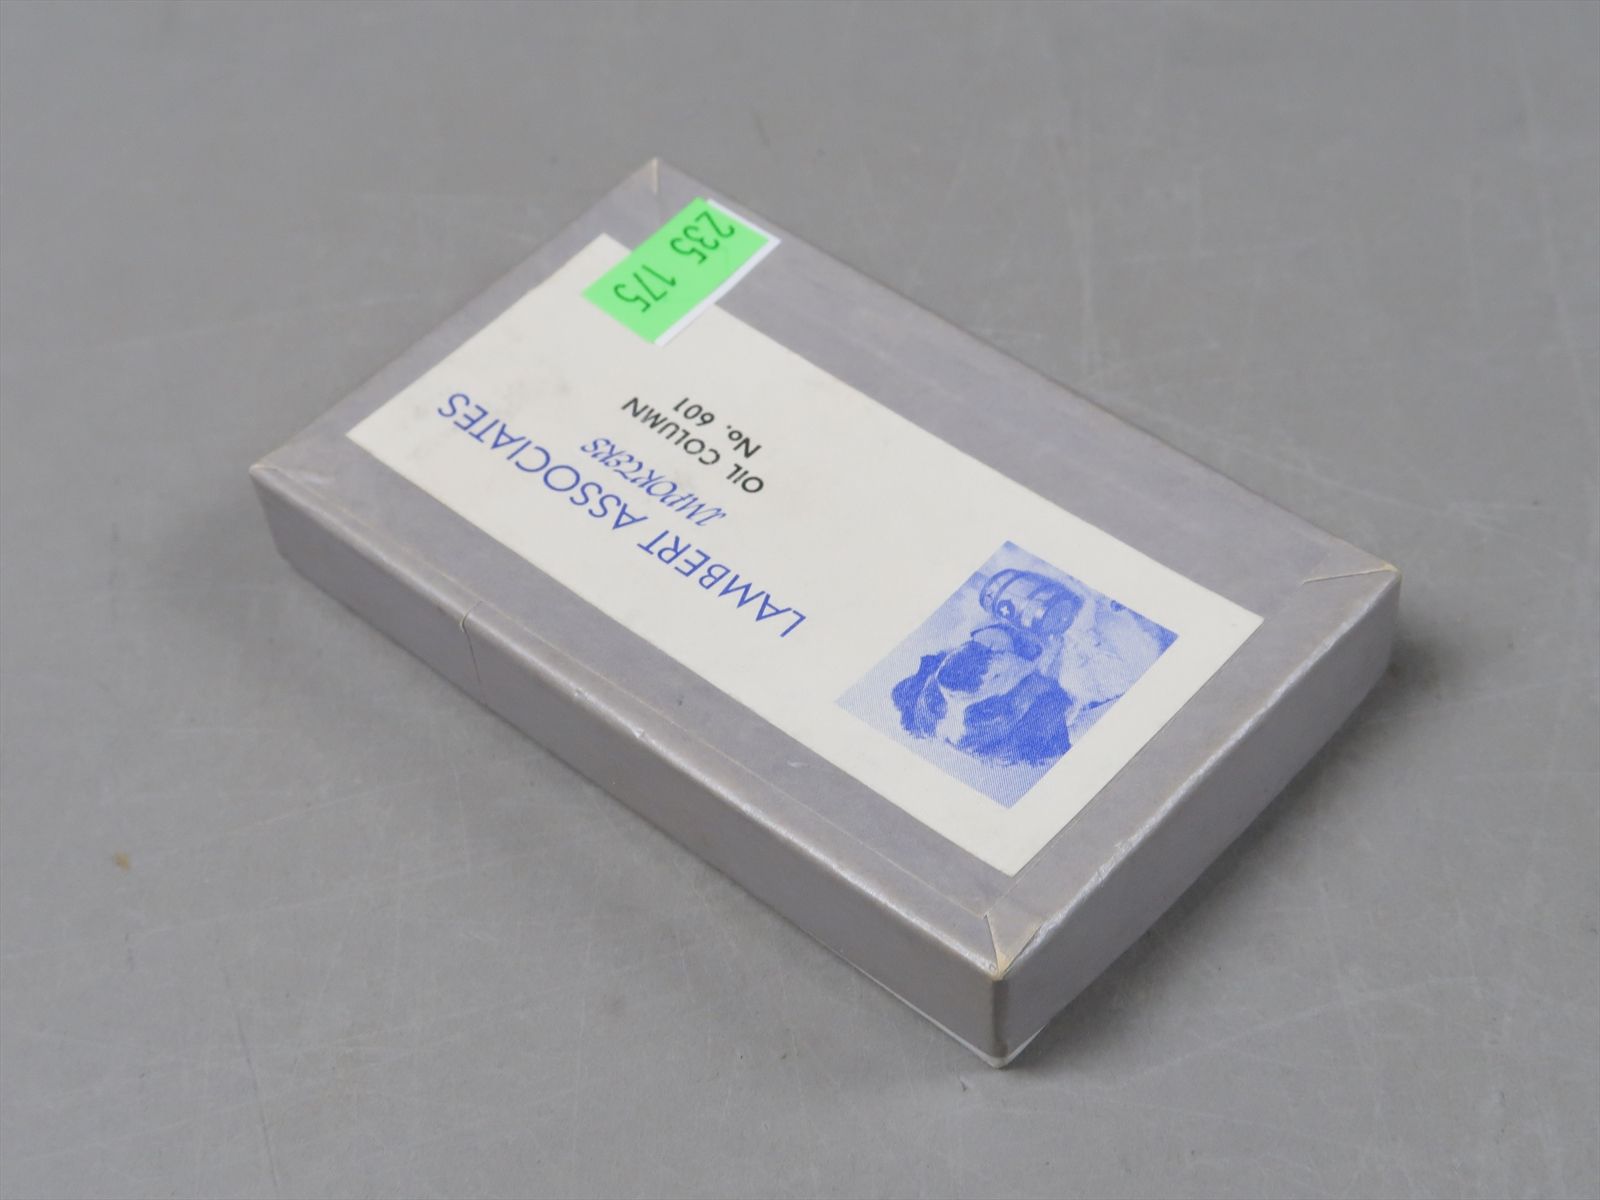 LAMBERT ASSOCIATES
IMPORTERS
OIL COLUMN
No. 601
235 175